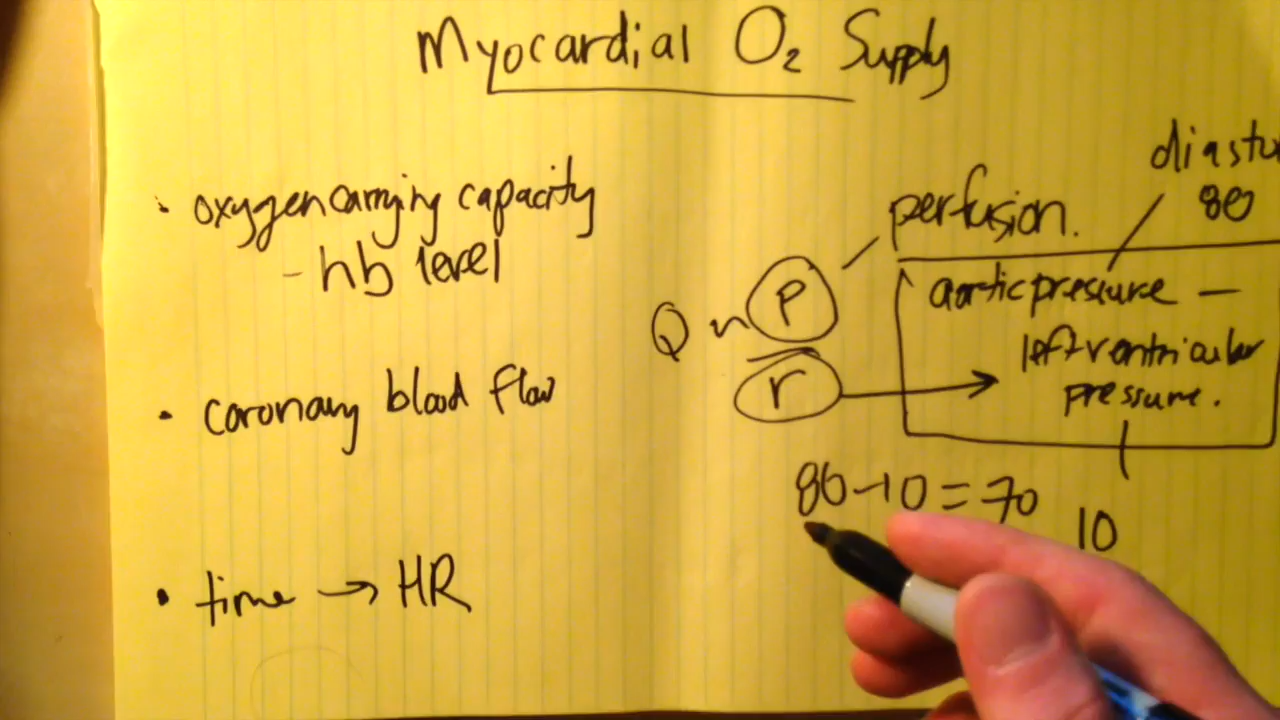 Myocardial O₂ Supply
• oxygen carrying capacity
- hb level
• coronary blood flow
• time → HR
Q ~ P
r
perfusion.
80
aortic pressure —
left ventricular
pressure.
80 - 10 = 70
10